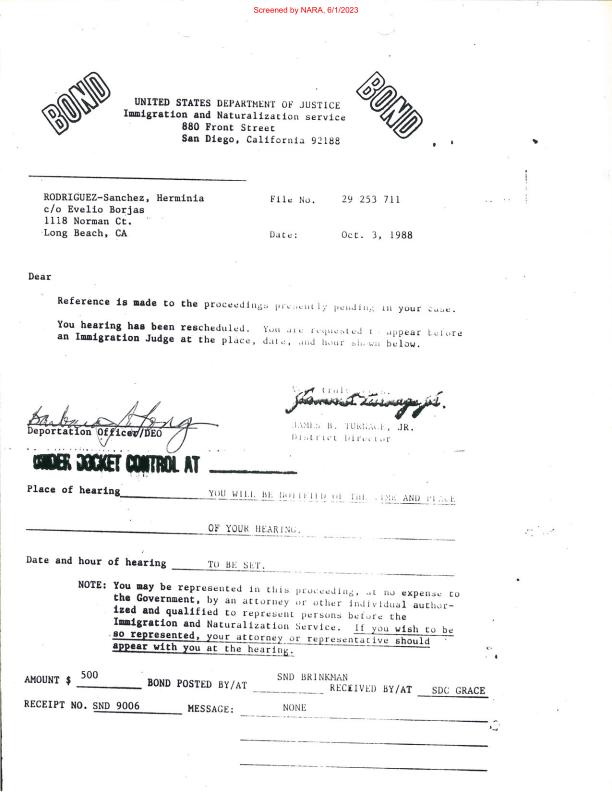 Screened by NARA, 6/1/2023
BOND
BOND
UNITED STATES DEPARTMENT OF JUSTICE
Immigration and Naturalization service
880 Front Street
San Diego, California 92188
RODRIGUEZ-Sanchez, Herminia File No. 29 253 711
c/o Evelio Borjas
1118 Norman Ct.
Long Beach, CA Date: Oct. 3, 1988
Dear
Reference is made to the proceedings presently pending in your case.
You hearing has been rescheduled. You are requested to appear before
an Immigration Judge at the place, date, and hour shown below.
truly
Barbara A. Long James B. Turnage, Jr.
Deportation Officer/DEO JAMES B. TURNAGE, JR.
District Director
UNDER DOCKET CONTROL AT
Place of hearing YOU WILL BE NOTIFIED OF THE TIME AND PLACE
OF YOUR HEARING.
Date and hour of hearing TO BE SET.
NOTE: You may be represented in this proceeding, at no expense to
the Government, by an attorney or other individual author-
ized and qualified to represent persons before the
Immigration and Naturalization Service. If you wish to be
so represented, your attorney or representative should
appear with you at the hearing.
AMOUNT $ 500 BOND POSTED BY/AT SND BRINKMAN RECEIVED BY/AT SDC GRACE
RECEIPT NO. SND 9006 MESSAGE: NONE